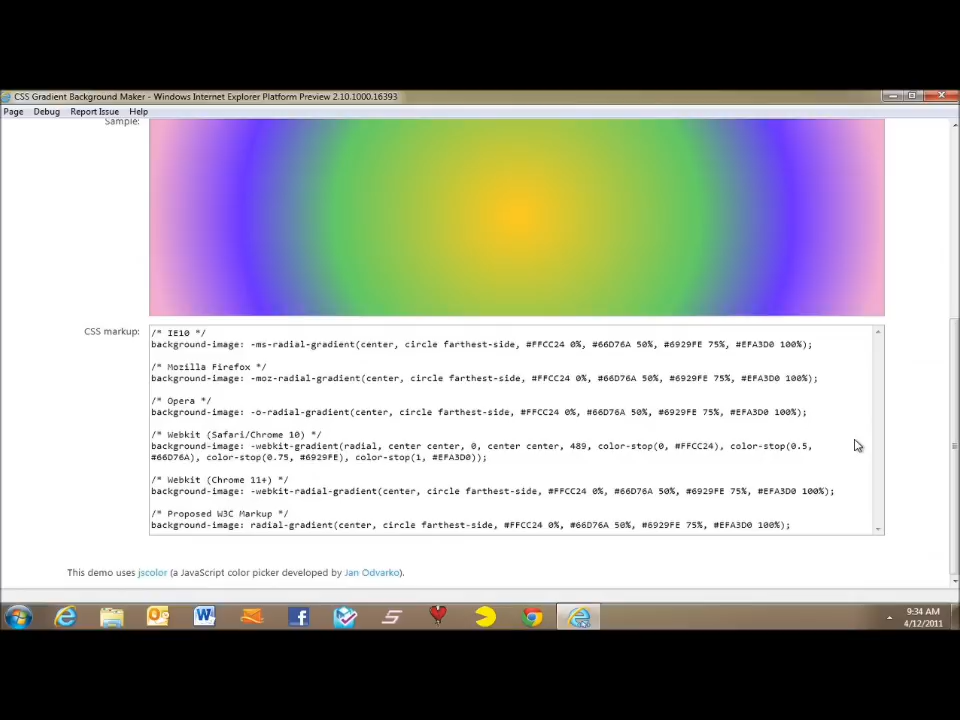 CSS Gradient Background Maker - Windows Internet Explorer Platform Preview 2.10.1000.16393
Page Debug Report Issue Help
Sample:
CSS markup:
/* IE10 */
background-image: -ms-radial-gradient(center, circle farthest-side, #FFCC24 0%, #66D76A 50%, #6929FE 75%, #EFA3D0 100%);
/* Mozilla Firefox */
background-image: -moz-radial-gradient(center, circle farthest-side, #FFCC24 0%, #66D76A 50%, #6929FE 75%, #EFA3D0 100%);
/* Opera */
background-image: -o-radial-gradient(center, circle farthest-side, #FFCC24 0%, #66D76A 50%, #6929FE 75%, #EFA3D0 100%);
/* Webkit (Safari/Chrome 10) */
background-image: -webkit-gradient(radial, center center, 0, center center, 489, color-stop(0, #FFCC24), color-stop(0.5,
#66D76A), color-stop(0.75, #6929FE), color-stop(1, #EFA3D0));
/* Webkit (Chrome 11+) */
background-image: -webkit-radial-gradient(center, circle farthest-side, #FFCC24 0%, #66D76A 50%, #6929FE 75%, #EFA3D0 100%);
/* Proposed W3C Markup */
background-image: radial-gradient(center, circle farthest-side, #FFCC24 0%, #66D76A 50%, #6929FE 75%, #EFA3D0 100%);
This demo uses jscolor (a JavaScript color picker developed by Jan Odvarko).
9:34 AM
4/12/2011